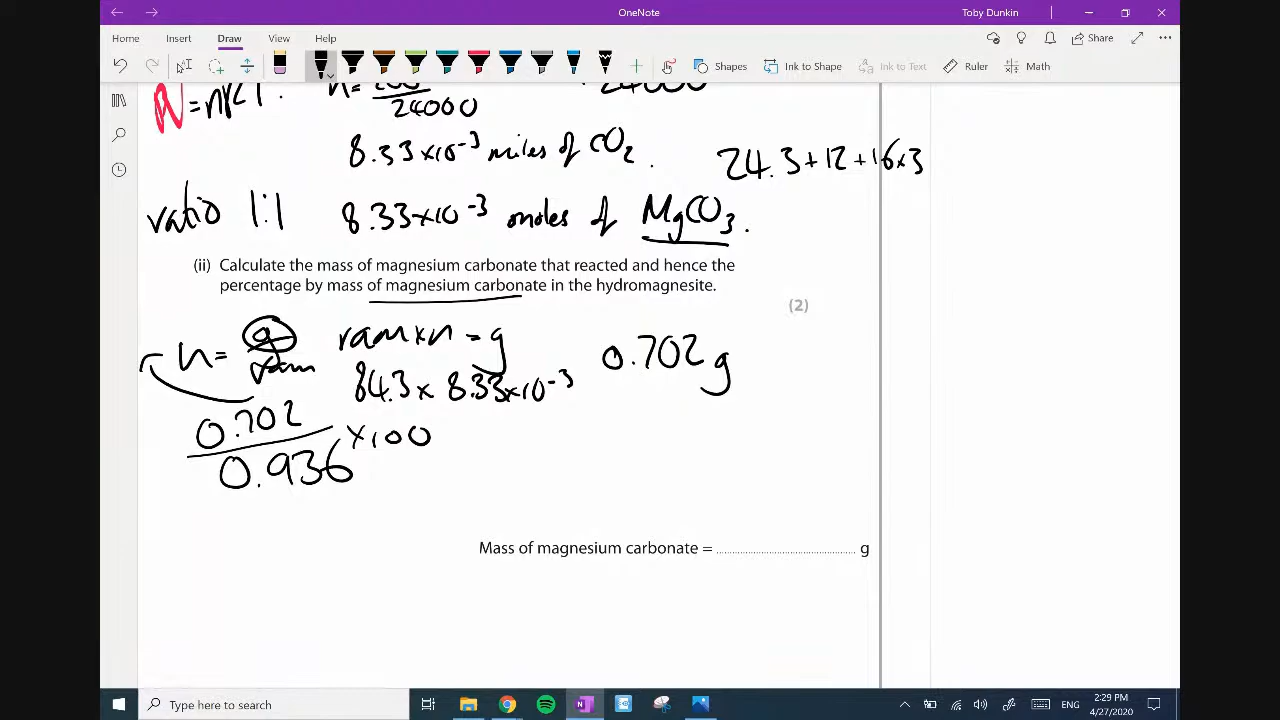 OneNote
Toby Dunkin
Home Insert Draw View Help
Share
Shapes
Ink to Shape
Ink to Text
Ruler
Math
24000
8.33×10-3 moles of CO2 .
24.3+12+16×3
ratio 1:1 8.33×10-3 moles of MgCO3 .
(ii) Calculate the mass of magnesium carbonate that reacted and hence the
percentage by mass of magnesium carbonate in the hydromagnesite.
(2)
n= g/ram ram×n = g
0.702 g
84.3 × 8.33×10-3
0.702
×100
0.936
Mass of magnesium carbonate = ............................................... g
Type here to search
ENG
2:29 PM
4/27/2020